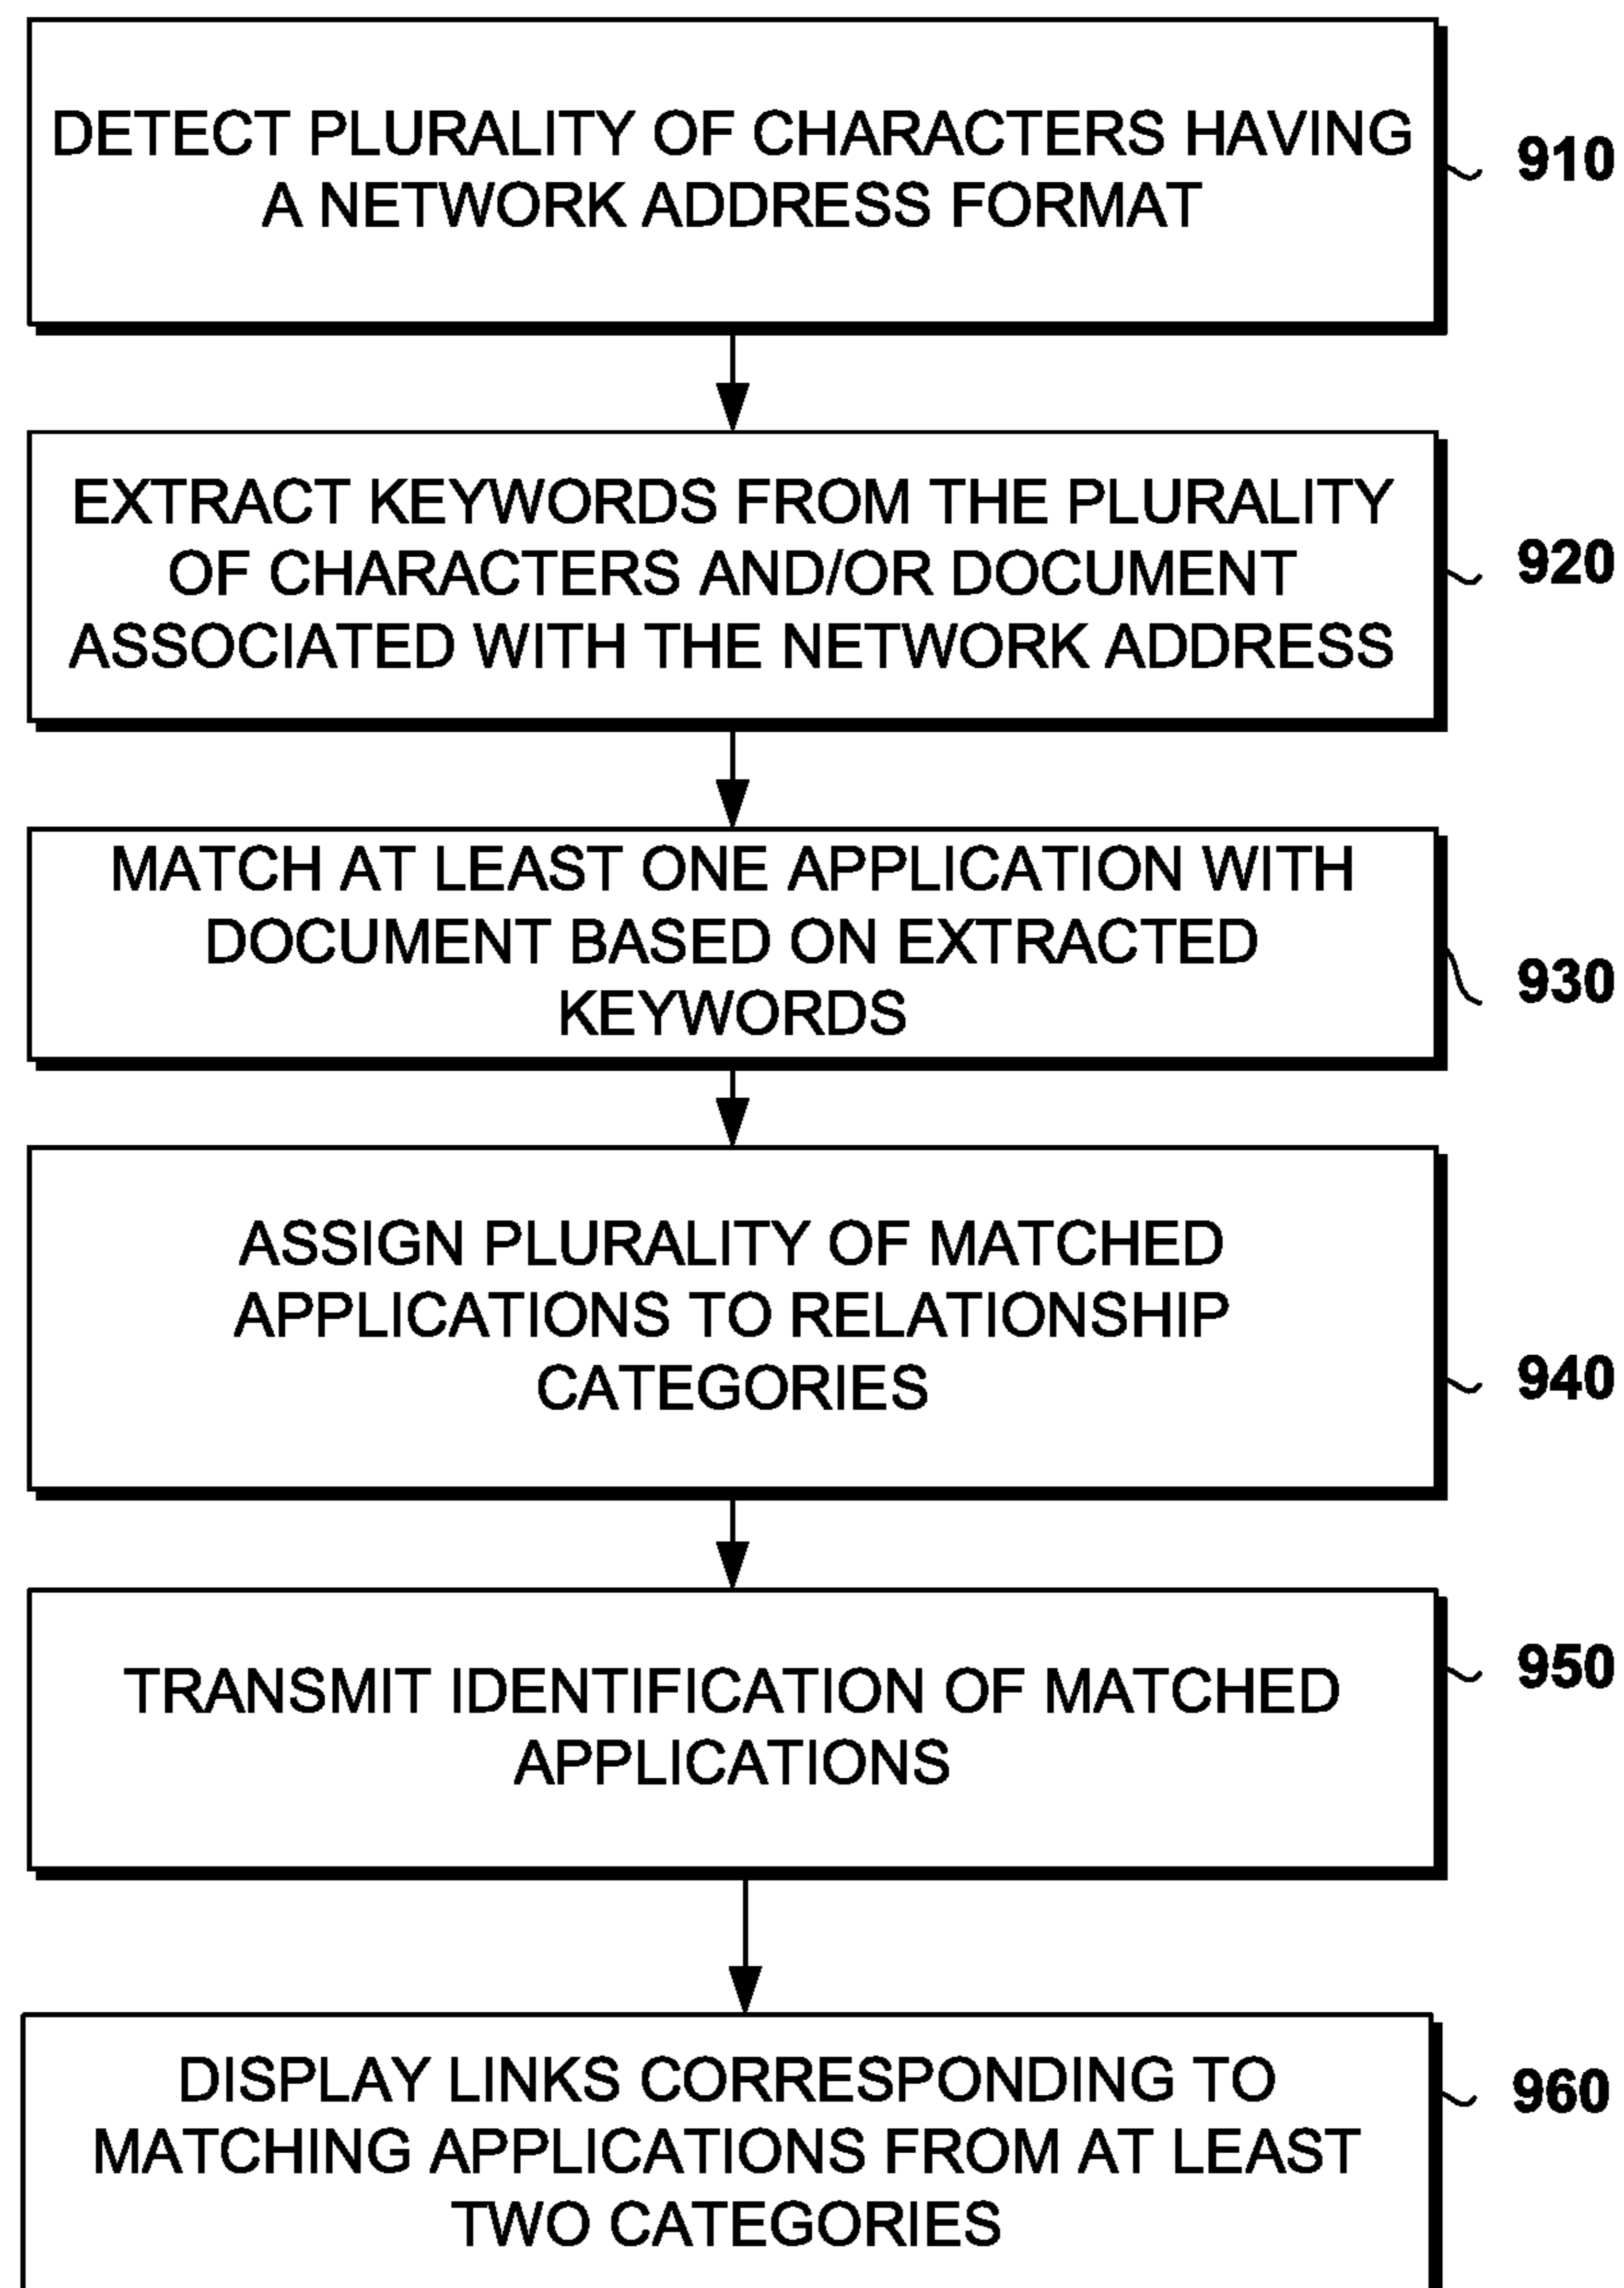 DETECT PLURALITY OF CHARACTERS HAVING
A NETWORK ADDRESS FORMAT
910
EXTRACT KEYWORDS FROM THE PLURALITY
OF CHARACTERS AND/OR DOCUMENT
ASSOCIATED WITH THE NETWORK ADDRESS
920
MATCH AT LEAST ONE APPLICATION WITH
DOCUMENT BASED ON EXTRACTED
KEYWORDS
930
ASSIGN PLURALITY OF MATCHED
APPLICATIONS TO RELATIONSHIP
CATEGORIES
940
TRANSMIT IDENTIFICATION OF MATCHED
APPLICATIONS
950
DISPLAY LINKS CORRESPONDING TO
MATCHING APPLICATIONS FROM AT LEAST
TWO CATEGORIES
960